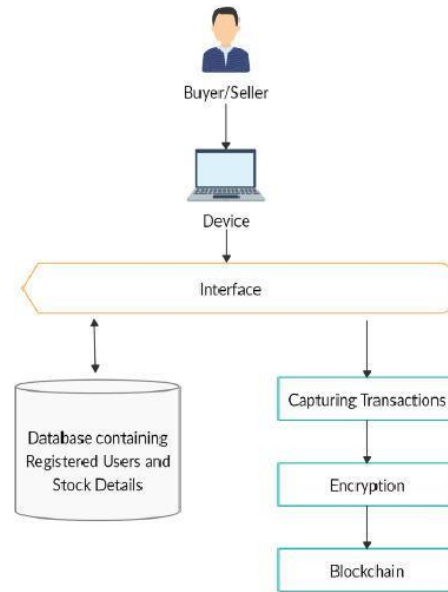 Buyer/Seller
Device
Interface
Database containing
Registered Users and
Stock Details
Capturing Transactions
Encryption
Blockchain